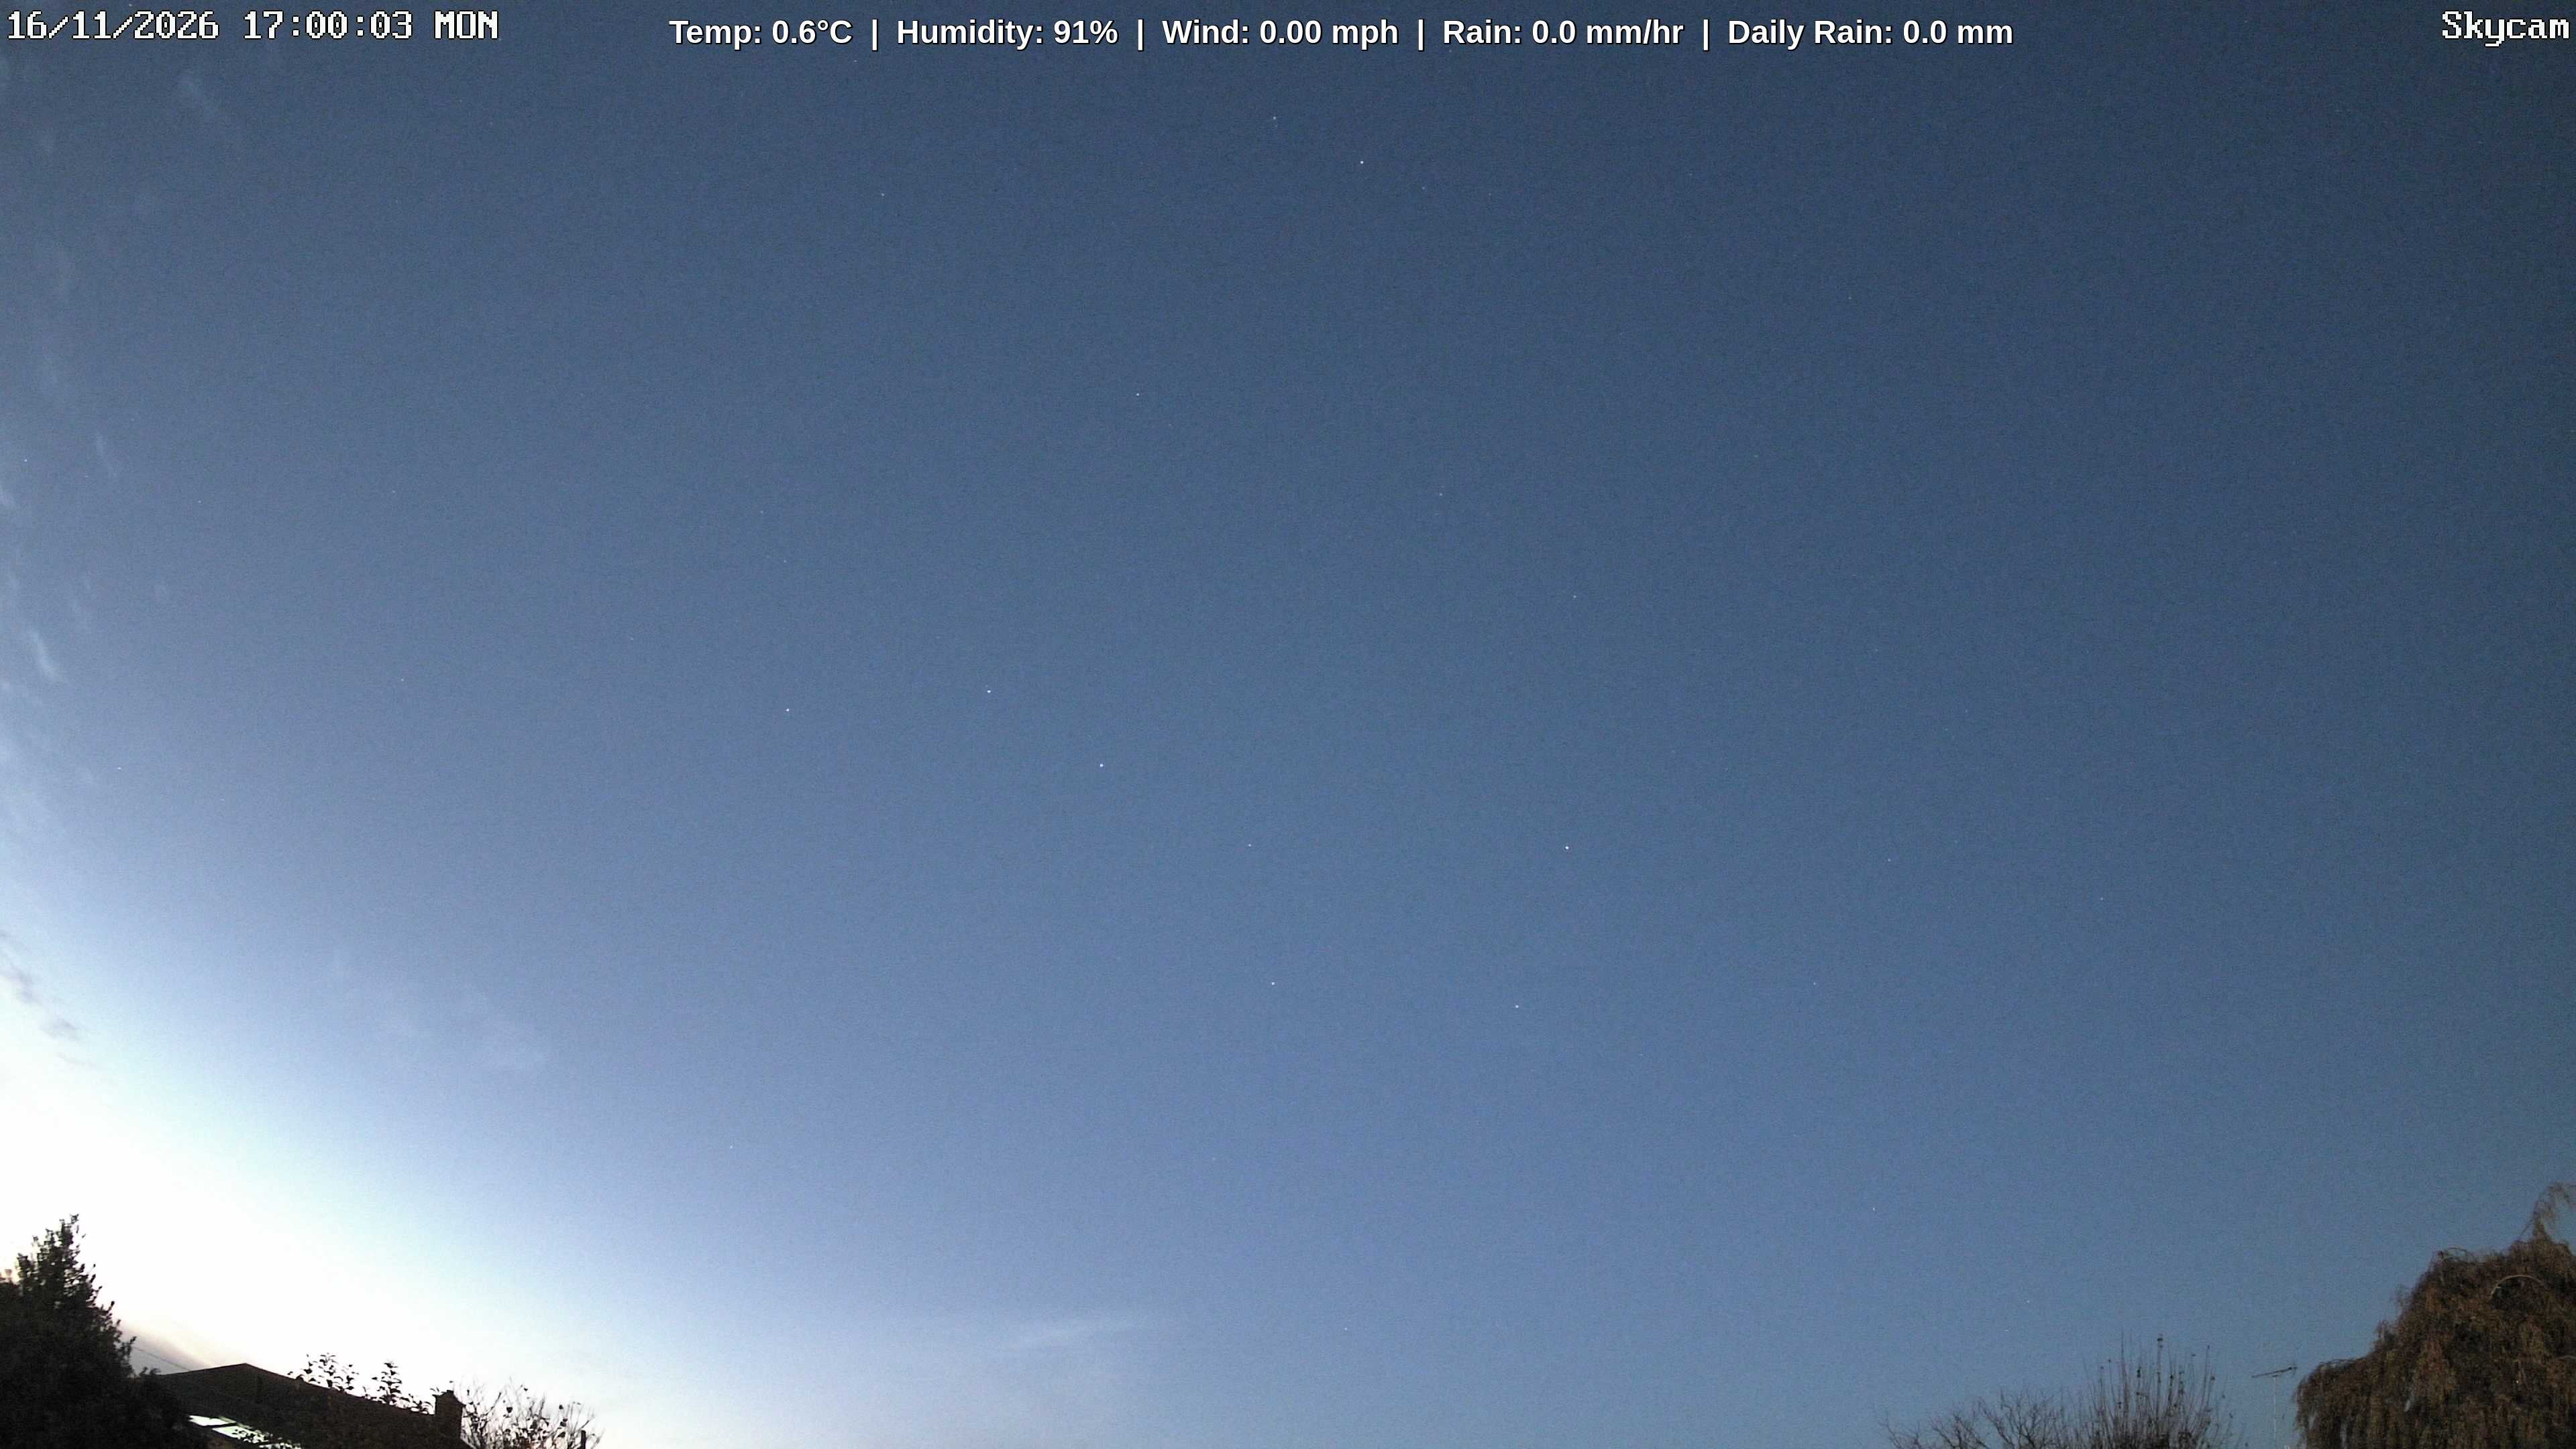 16/11/2026 17:00:03 MON
Temp: 0.6°C | Humidity: 91% | Wind: 0.00 mph | Rain: 0.0 mm/hr | Daily Rain: 0.0 mm
Skycam